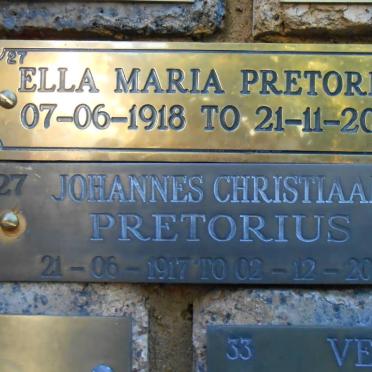 27
ELLA MARIA PRETORI
07-06-1918 TO 21-11-20
27
JOHANNES CHRISTIAA
PRETORIUS
21-06-1917 TO 02-12-20
33 VE